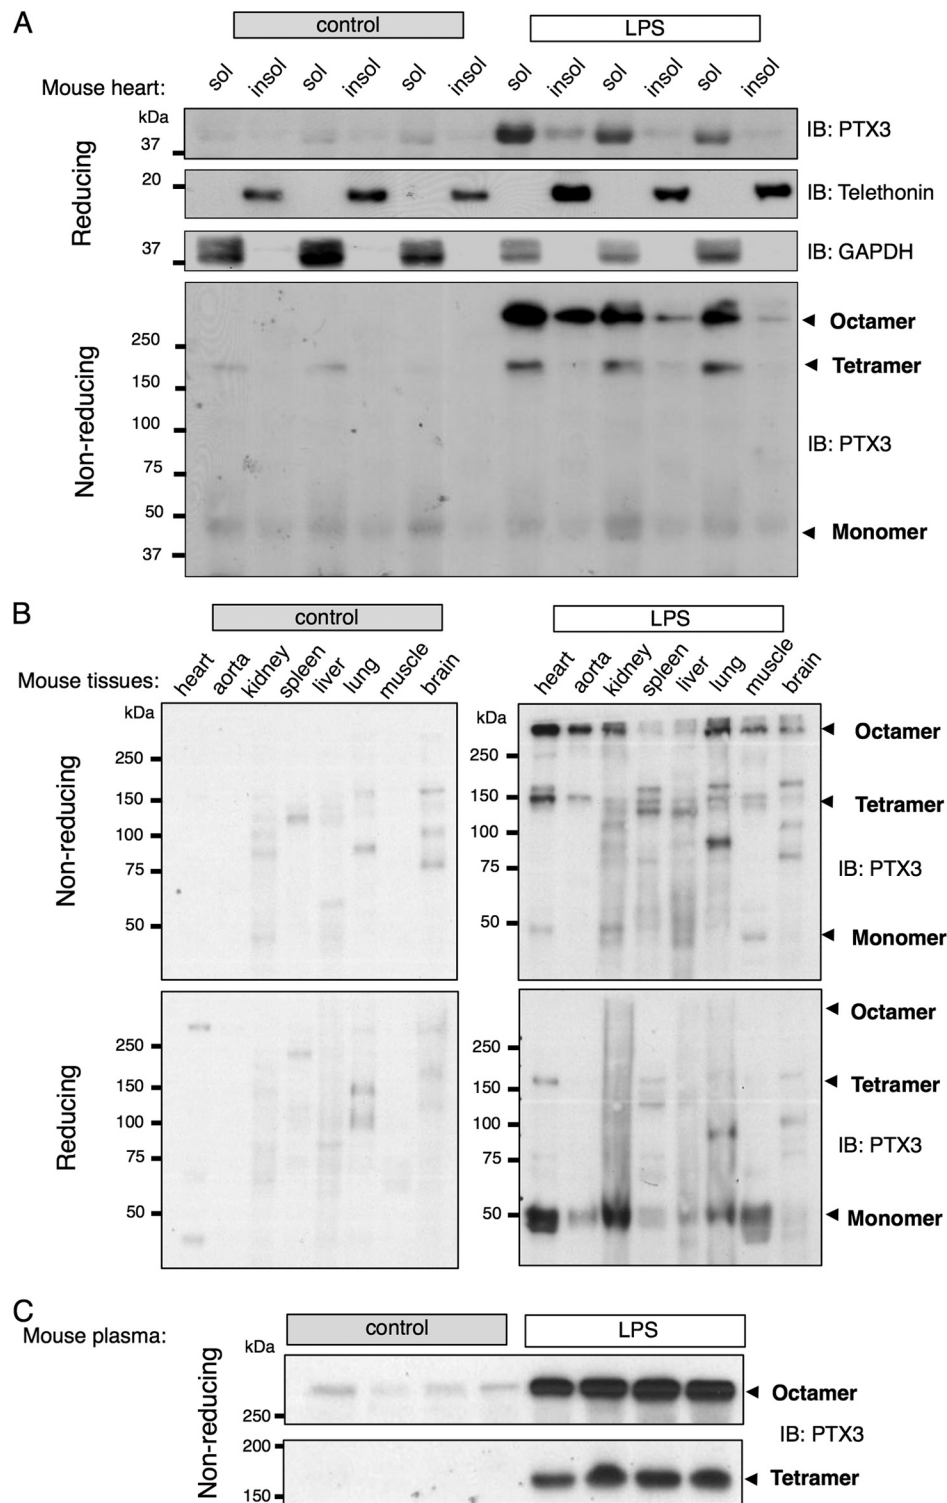 A
control
LPS
Mouse heart:
sol insol sol insol sol insol sol insol sol insol sol insol
kDa
Reducing
37
IB: PTX3
20
IB: Telethonin
37
IB: GAPDH
Non-reducing
Octamer
250
Tetramer
150
100
IB: PTX3
75
50
Monomer
37
B
control
LPS
Mouse tissues:
heart aorta kidney spleen liver lung muscle brain
heart aorta kidney spleen liver lung muscle brain
Non-reducing
kDa
250
150
100
75
50
kDa
250
150
100
75
50
Octamer
Tetramer
IB: PTX3
Monomer
Reducing
250
150
100
75
50
250
150
100
75
50
Octamer
Tetramer
IB: PTX3
Monomer
C
Mouse plasma:
control
LPS
Non-reducing
kDa
Octamer
250
IB: PTX3
200
Tetramer
150